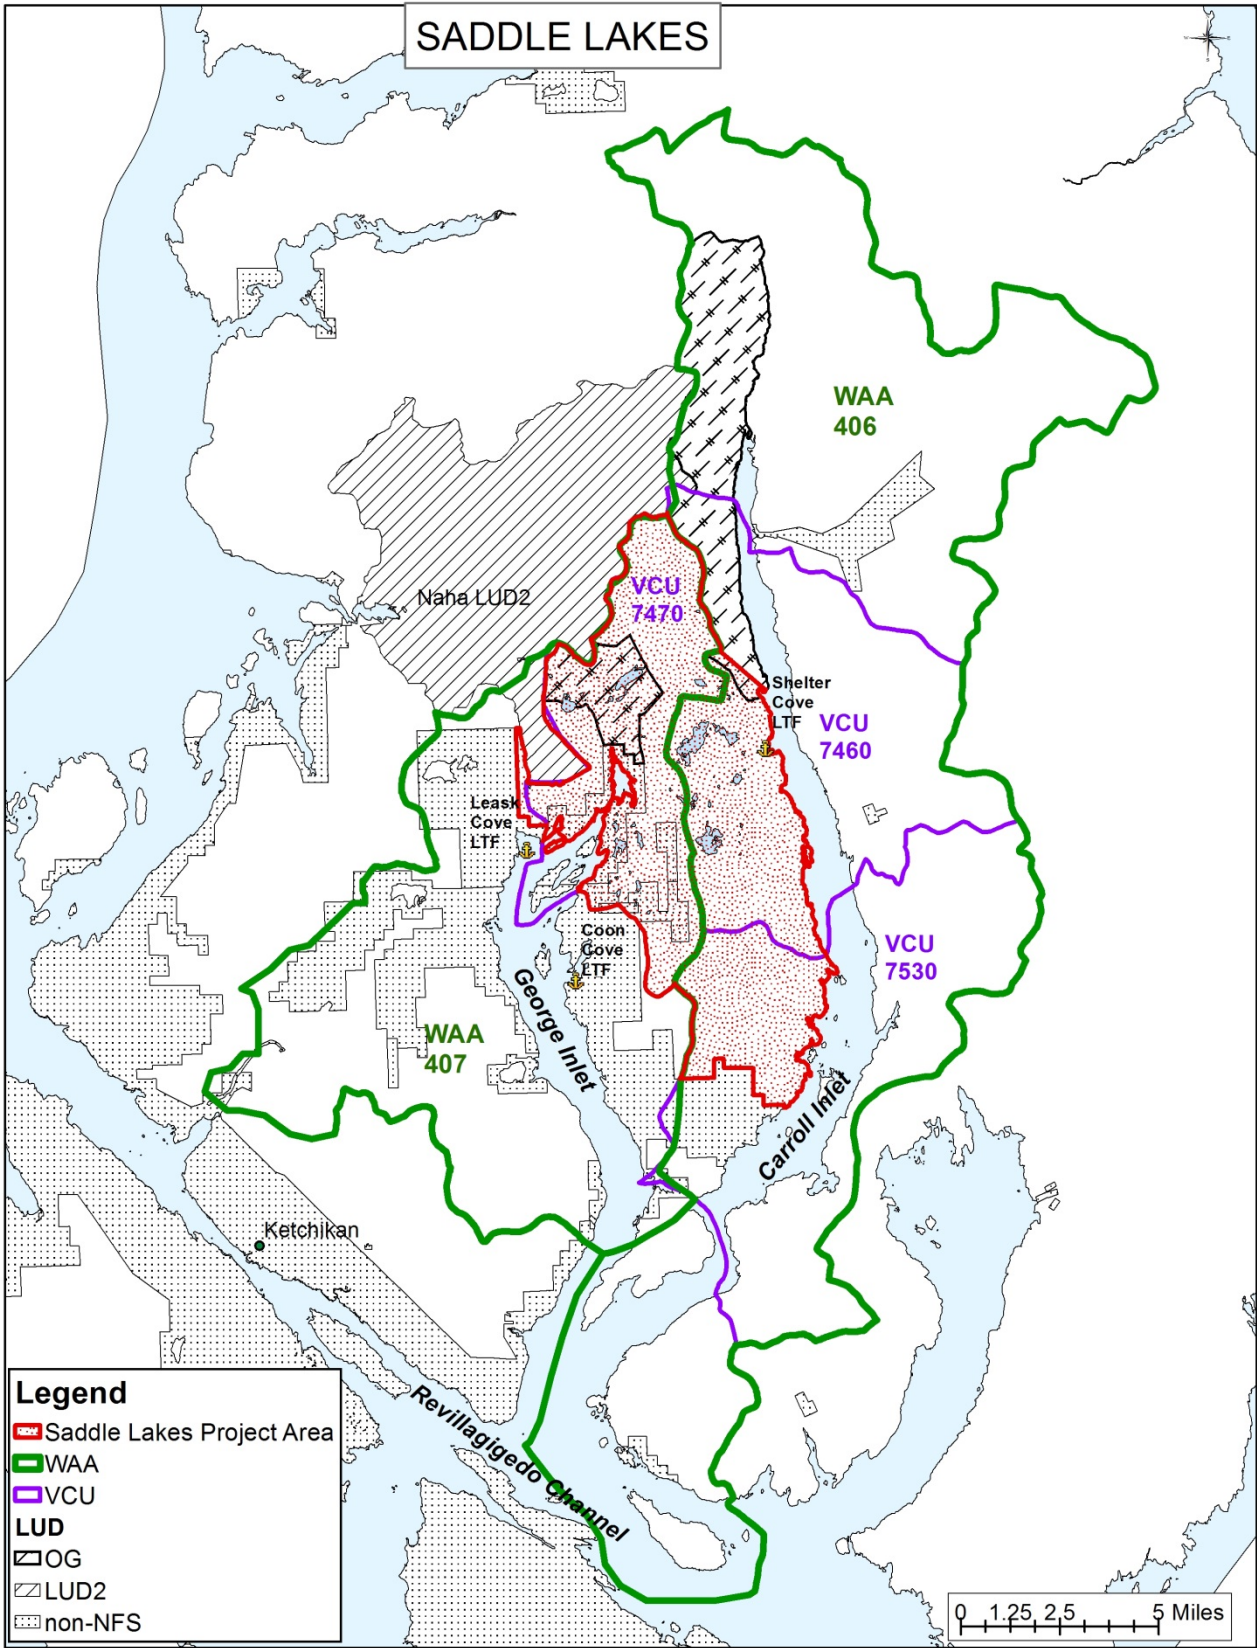 SADDLE LAKES
WAA
406
Naha LUD2
VCU
7470
Shelter
Cove
LTF
VCU
7460
Leask
Cove
LTF
Coon
Cove
LTF
VCU
7530
George Inlet
WAA
407
Carroll Inlet
Ketchikan
Revillagigedo Channel
Legend
Saddle Lakes Project Area
WAA
VCU
LUD
OG
LUD2
non-NFS
0 1.25 2.5 5 Miles